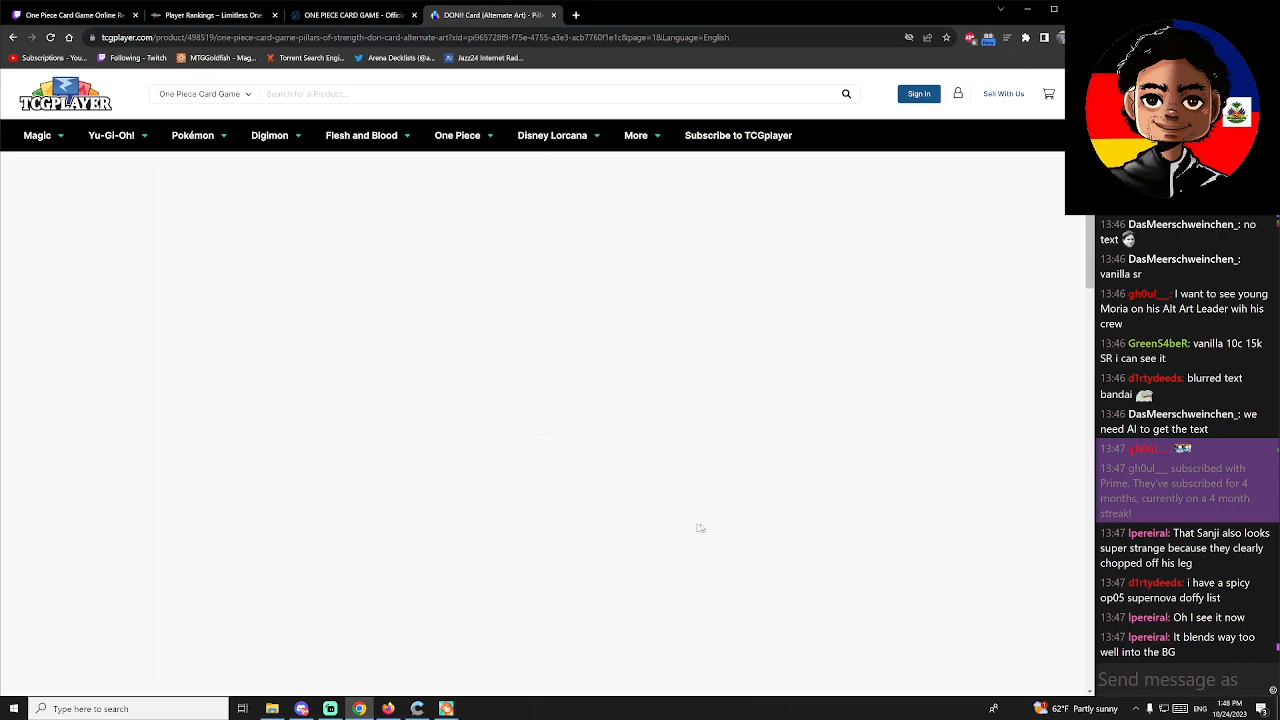 Twitch
ONE PIECE CARD GAME Online Re
Player Rankings – Limitless One
ONE PIECE CARD GAME - Offici
DON!! Card (Alternate Art) - Pilla
tcgplayer.com/product/498519/one-piece-card-game-pillars-of-strength-don-card-alternate-art?xid=pi965728f9-f75e-4755-a3e3-acb7760f1e1c&page=1&Language=English
Subscriptions - You...
Following - Twitch
MTGGoldfish - Mag...
Torrent Search Engi...
Arena Decklists (@a...
Jazz24 Internet Rad...
TCGPLAYER
One Piece Card Game
Search for a Product...
Sign In
Sell With Us
Magic
Yu-Gi-Oh!
Pokémon
Digimon
Flesh and Blood
One Piece
Disney Lorcana
More
Subscribe to TCGplayer
13:46 DasMeerschweinchen_: no
text
13:46 DasMeerschweinchen_:
vanilla sr
13:46 gh0ul__: I want to see young
Moria on his Alt Art Leader wih his
crew
13:46 GreenS4beR: vanilla 10c 15k
SR i can see it
13:46 d1rtydeeds: blurred text
bandai
13:46 DasMeerschweinchen_: we
need AI to get the text
13:47 gh0ul__:
13:47 gh0ul__ subscribed with
Prime. They've subscribed for 4
months, currently on a 4 month
streak!
13:47 lpereiral: That Sanji also looks
super strange because they clearly
chopped off his leg
13:47 d1rtydeeds: i have a spicy
op05 supernova doffy list
13:47 lpereiral: Oh I see it now
13:47 lpereiral: It blends way too
well into the BG
Send message as
Type here to search
62°F Partly sunny
ENG
1:48 PM
10/24/2023